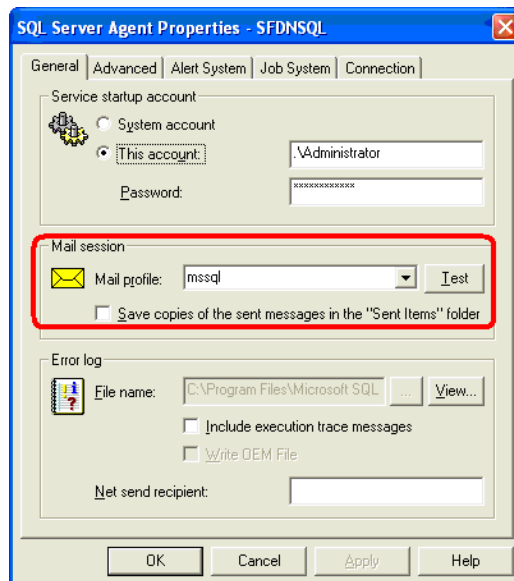 SQL Server Agent Properties - SFDNSQL
General Advanced Alert System Job System Connection
Service startup account
System account
This account: .\Administrator
Password: ************
Mail session
Mail profile: mssql Test
Save copies of the sent messages in the "Sent Items" folder
Error log
File name: C:\Program Files\Microsoft SQL ... View...
Include execution trace messages
Write OEM File
Net send recipient:
OK Cancel Apply Help